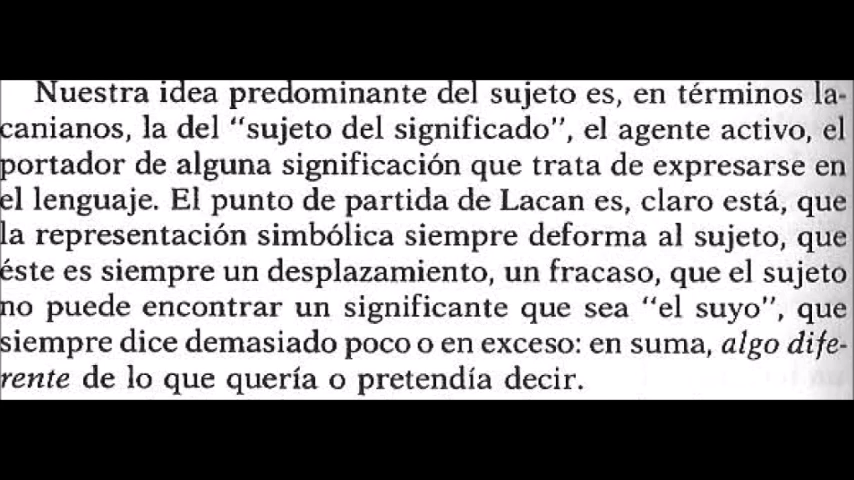 Nuestra idea predominante del sujeto es, en términos la-
canianos, la del “sujeto del significado”, el agente activo, el
portador de alguna significación que trata de expresarse en
el lenguaje. El punto de partida de Lacan es, claro está, que
la representación simbólica siempre deforma al sujeto, que
éste es siempre un desplazamiento, un fracaso, que el sujeto
no puede encontrar un significante que sea “el suyo”, que
siempre dice demasiado poco o en exceso: en suma, algo dife-
rente de lo que quería o pretendía decir.